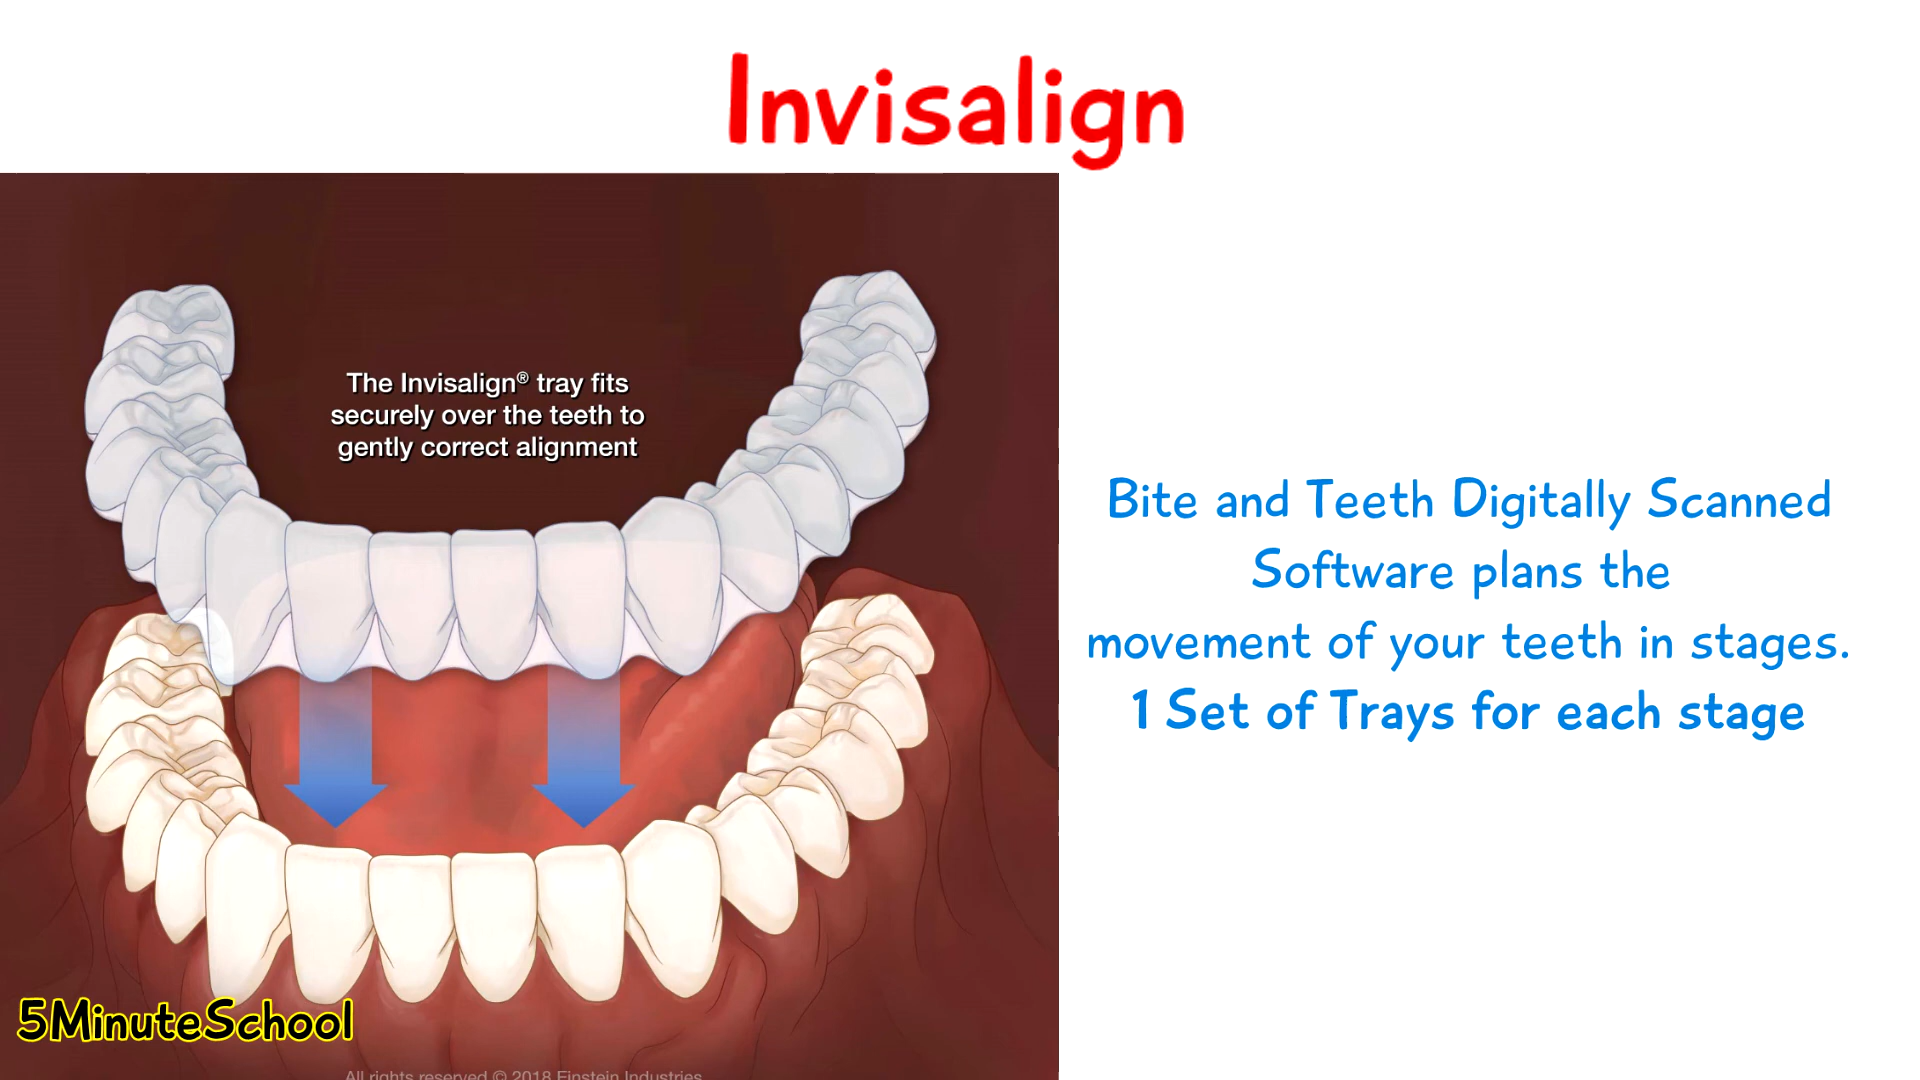 Invisalign
The Invisalign® tray fits
securely over the teeth to
gently correct alignment
Bite and Teeth Digitally Scanned
Software plans the
movement of your teeth in stages.
1 Set of Trays for each stage
5MinuteSchool
All rights reserved © 2018 Einstein Industries